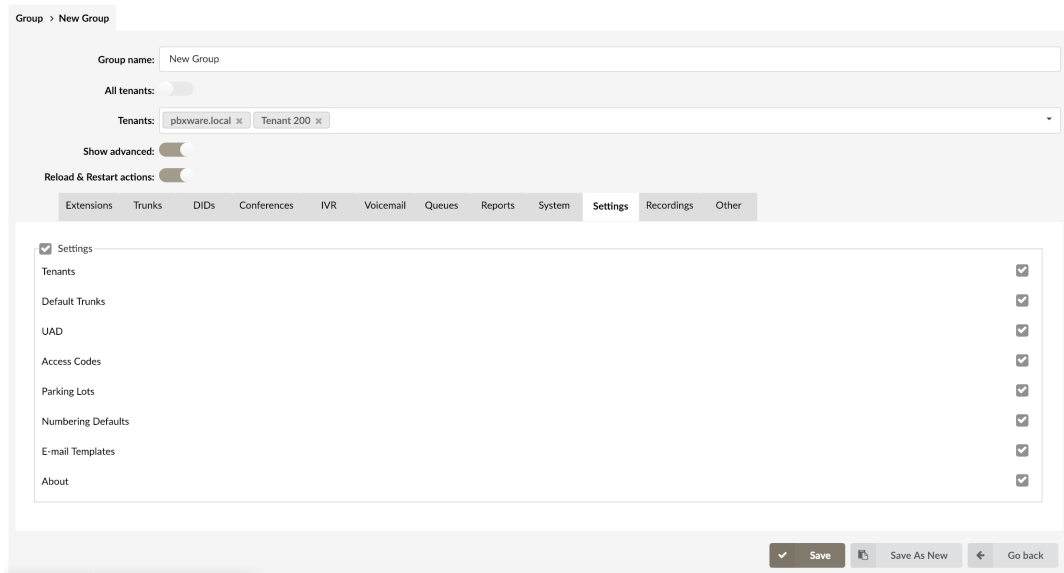 Group > New Group
Group name: New Group
All tenants:
Tenants: pbxware.local × Tenant 200 ×
Show advanced:
Reload & Restart actions:
Extensions Trunks DIDs Conferences IVR Voicemail Queues Reports System Settings Recordings Other
Settings
Tenants
Default Trunks
UAD
Access Codes
Parking Lots
Numbering Defaults
E-mail Templates
About
Save Save As New Go back